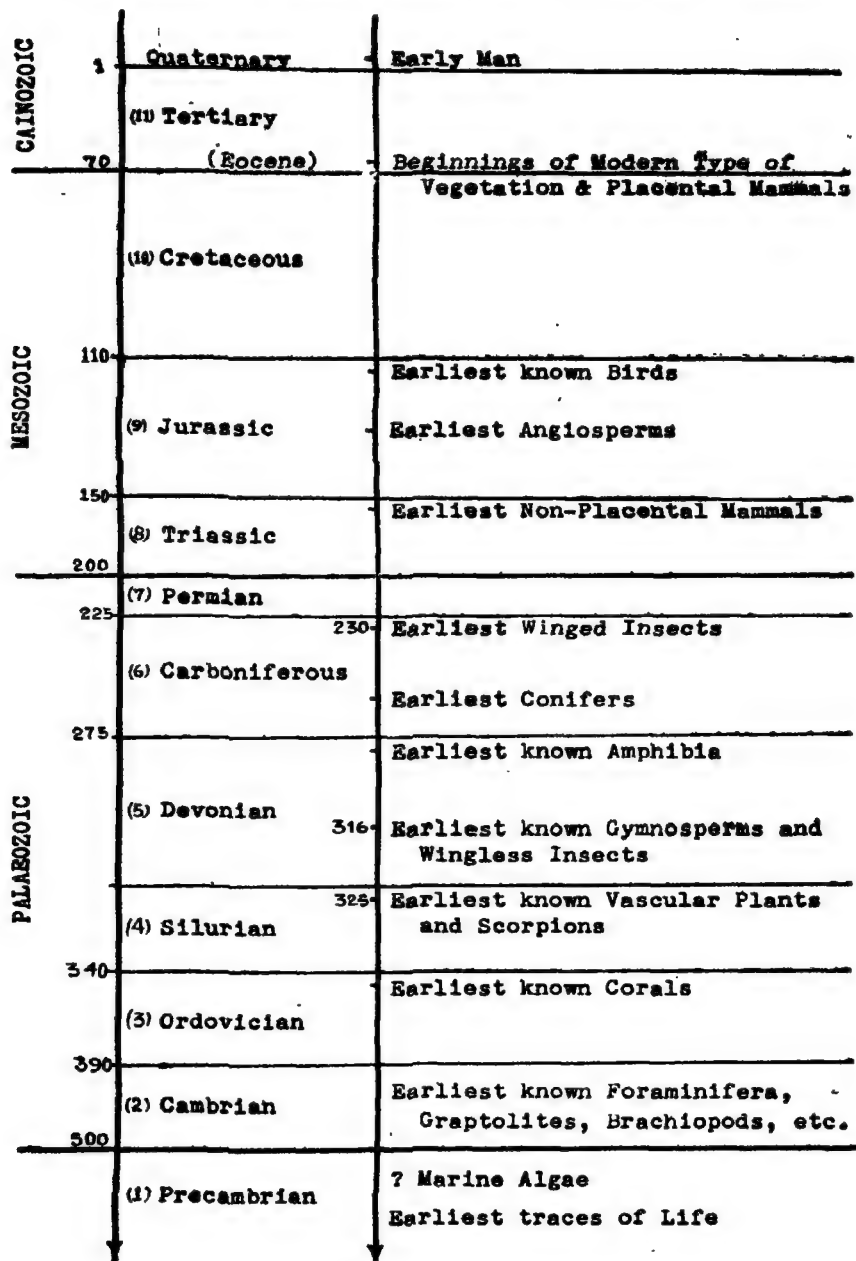 CAINOZOIC
Quaternary Early Man
1
(11) Tertiary
(Eocene) Beginnings of Modern Type of
70
Vegetation & Placental Mammals
(10) Cretaceous
MESOZOIC
110
Earliest known Birds
(9) Jurassic Earliest Angiosperms
150
Earliest Non-Placental Mammals
(8) Triassic
200
PALAEOZOIC
(7) Permian
225
230 Earliest Winged Insects
(6) Carboniferous
Earliest Conifers
275
Earliest known Amphibia
(5) Devonian
316 Earliest known Gymnosperms and
Wingless Insects
325 Earliest known Vascular Plants
(4) Silurian and Scorpions
340
Earliest known Corals
(3) Ordovician
390
Earliest known Foraminifera,
(2) Cambrian Graptolites, Brachiopods, etc.
500
? Marine Algae
(1) Precambrian
Earliest traces of Life